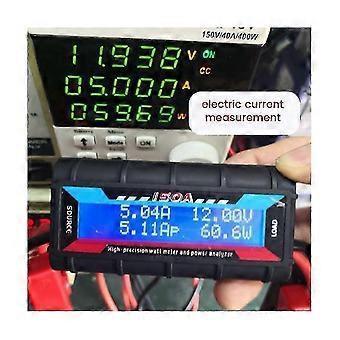 150V/40A/400W
11.938 V ON
CC
05.000 A
059.69 W
electric current
measurement
Mode ON
150A
SOURCE
5.04A 12.00V
5.11Ap 60.6W
LOAD
High-precision watt meter and power analyzer